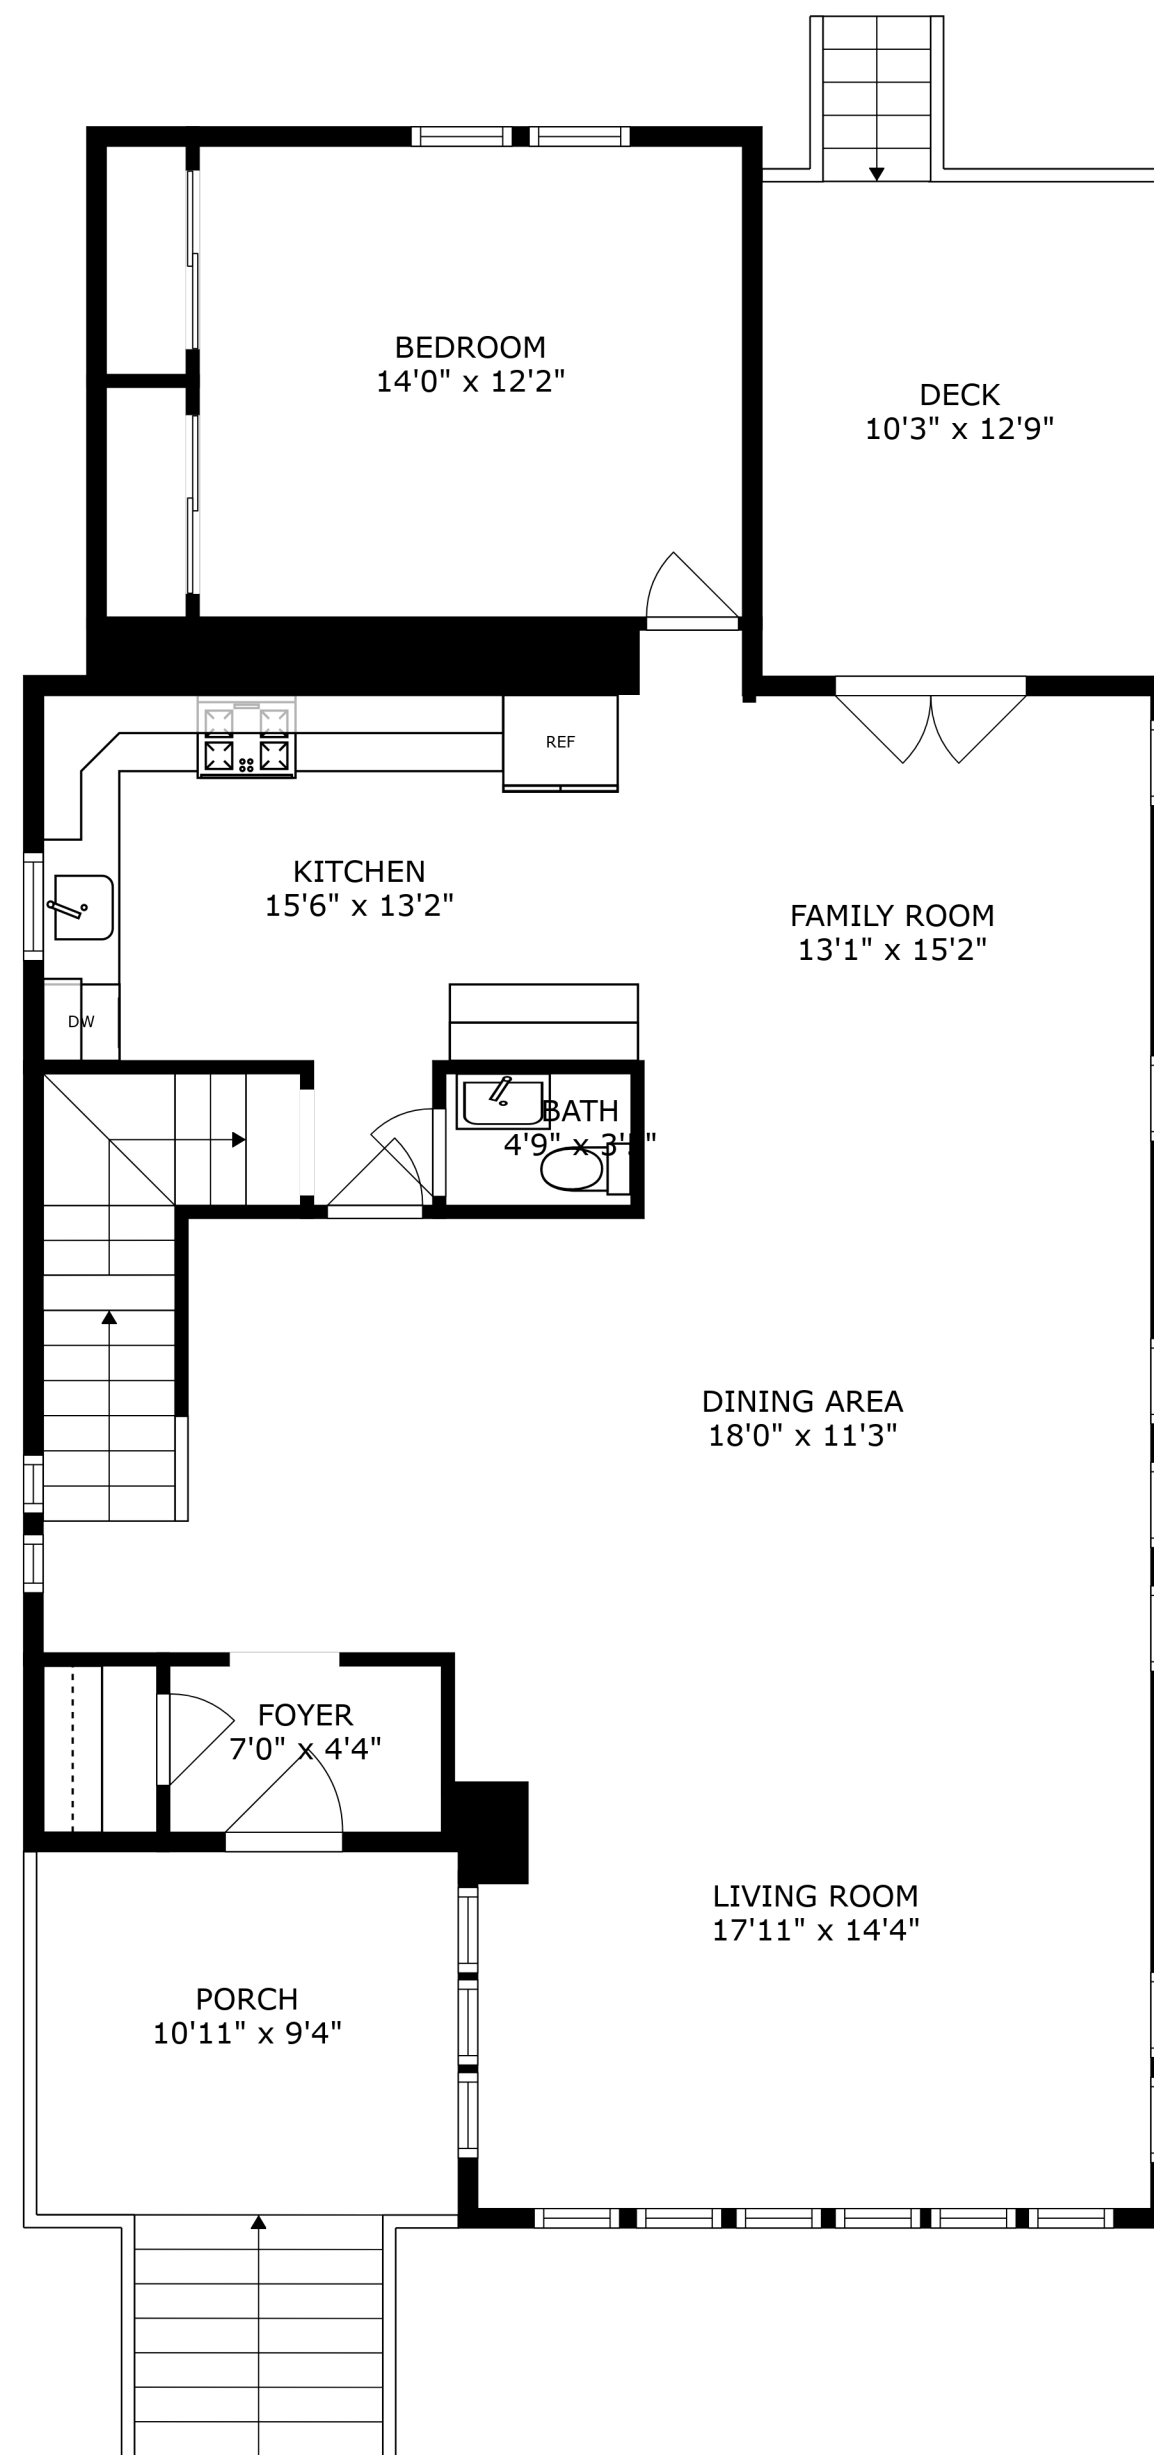 BEDROOM
14'0" x 12'2"
DECK
10'3" x 12'9"
REF
KITCHEN
15'6" x 13'2"
FAMILY ROOM
13'1" x 15'2"
DW
BATH
4'9" x
DINING AREA
18'0" x 11'3"
FOYER
7'0" x 4'4"
LIVING ROOM
17'11" x 14'4"
PORCH
10'11" x 9'4"